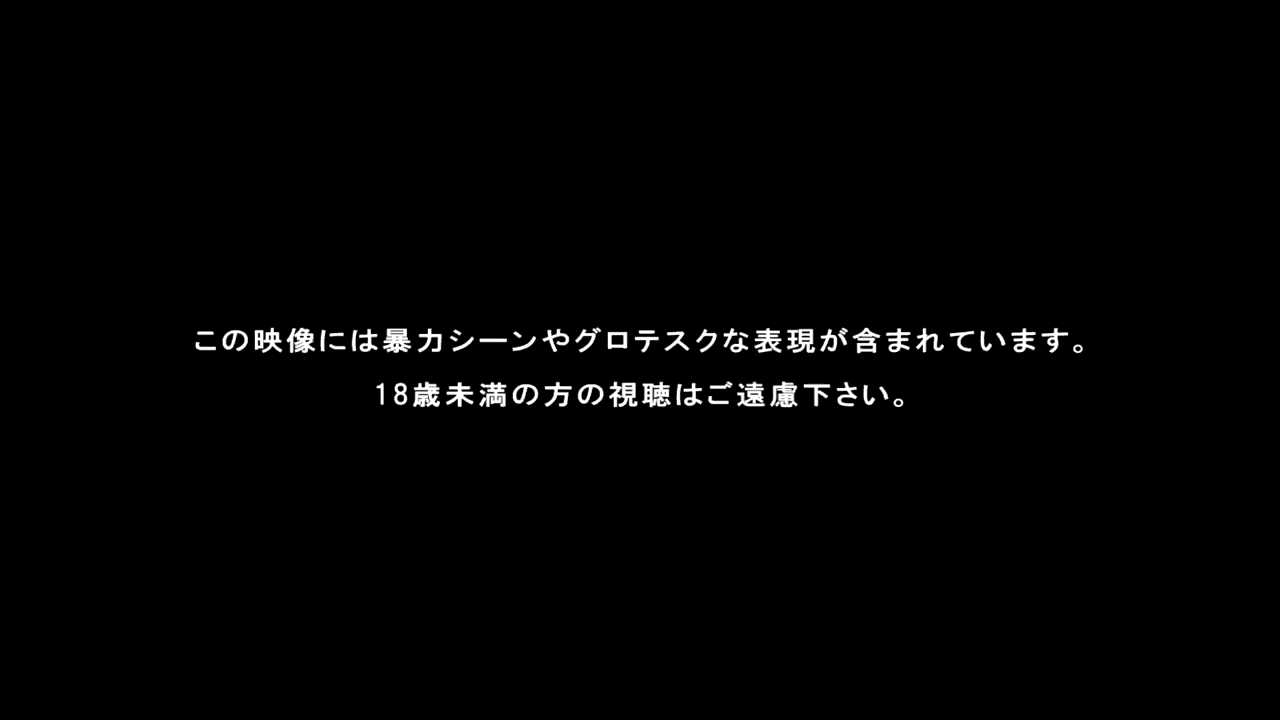 この映像には暴力シーンやグロテスクな表現が含まれています。
18歳未満の方の視聴はご遠慮下さい。